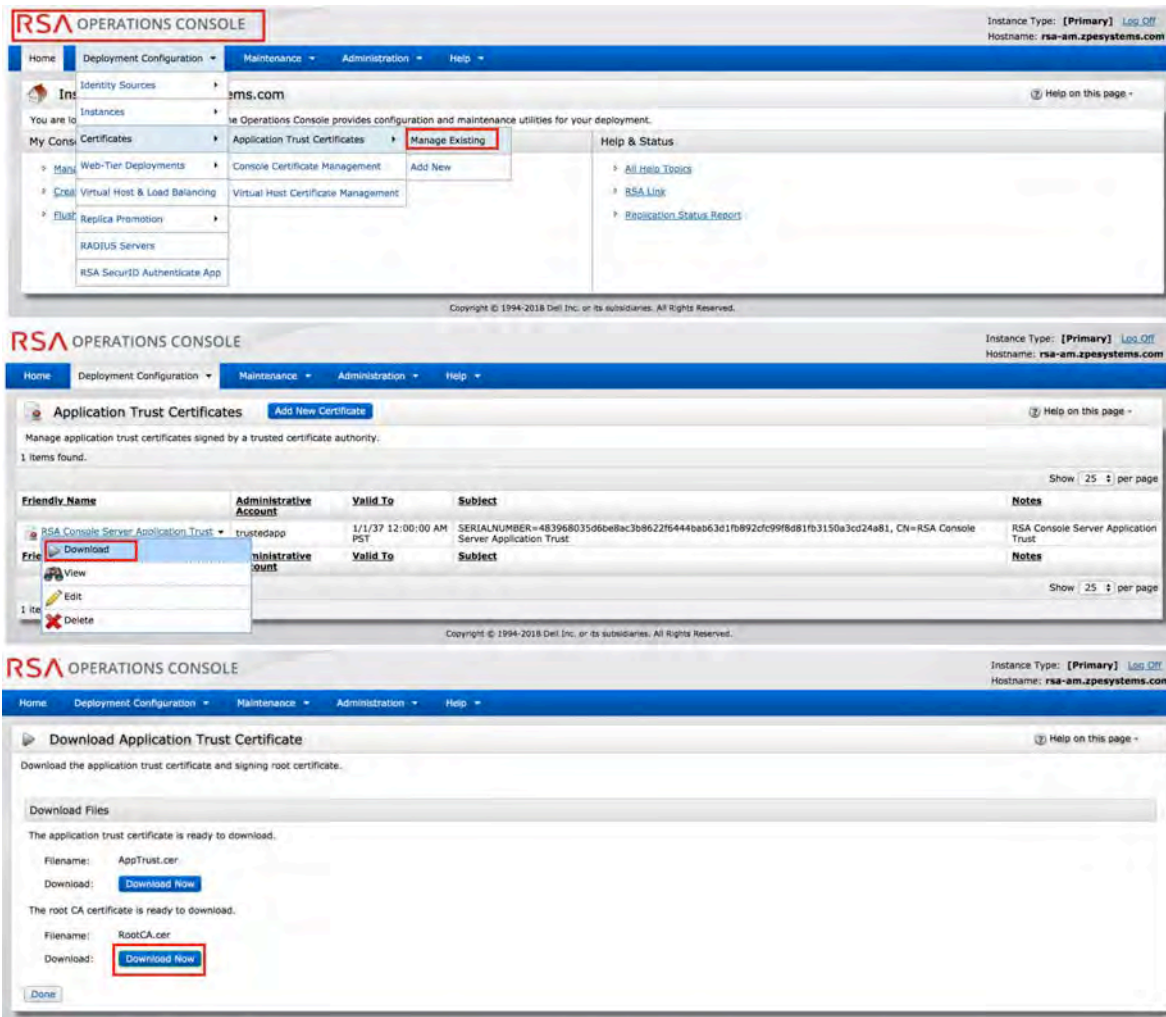 RSA OPERATIONS CONSOLE
Instance Type: [Primary] Log Off
Hostname: rsa-am.zpesystems.com
Home Deployment Configuration Maintenance Administration Help
Identity Sources
Ins ems.com
Help on this page
Instances
You are lo he Operations Console provides configuration and maintenance utilities for your deployment.
My Cons Certificates Application Trust Certificates Manage Existing Help & Status
Mana Web-Tier Deployments Console Certificate Management Add New All Help Topics
Crea Virtual Host & Load Balancing Virtual Host Certificate Management RSA Link
Flush Replica Promotion Replication Status Report
RADIUS Servers
RSA SecurID Authenticate App
Copyright © 1994-2018 Dell Inc. or its subsidiaries. All Rights Reserved.
RSA OPERATIONS CONSOLE
Instance Type: [Primary] Log Off
Hostname: rsa-am.zpesystems.com
Home Deployment Configuration Maintenance Administration Help
Application Trust Certificates Add New Certificate Help on this page
Manage application trust certificates signed by a trusted certificate authority.
1 items found.
Show 25 per page
Friendly Name Administrative Account Valid To Subject Notes
RSA Console Server Application Trust trustedapp 1/1/37 12:00:00 AM PST SERIALNUMBER=483968035d6be8ac3b8622f6444bab63d1fb892cfc99f8d81fb3150a3cd24a81, CN=RSA Console Server Application Trust RSA Console Server Application Trust
Download
Frie ministrative ount Valid To Subject Notes
View
Show 25 per page
Edit
1 ite
Delete
Copyright © 1994-2018 Dell Inc. or its subsidiaries. All Rights Reserved.
RSA OPERATIONS CONSOLE
Instance Type: [Primary] Log Off
Hostname: rsa-am.zpesystems.con
Home Deployment Configuration Maintenance Administration Help
Download Application Trust Certificate Help on this page
Download the application trust certificate and signing root certificate.
Download Files
The application trust certificate is ready to download.
Filename: AppTrust.cer
Download: Download Now
The root CA certificate is ready to download.
Filename: RootCA.cer
Download: Download Now
Done